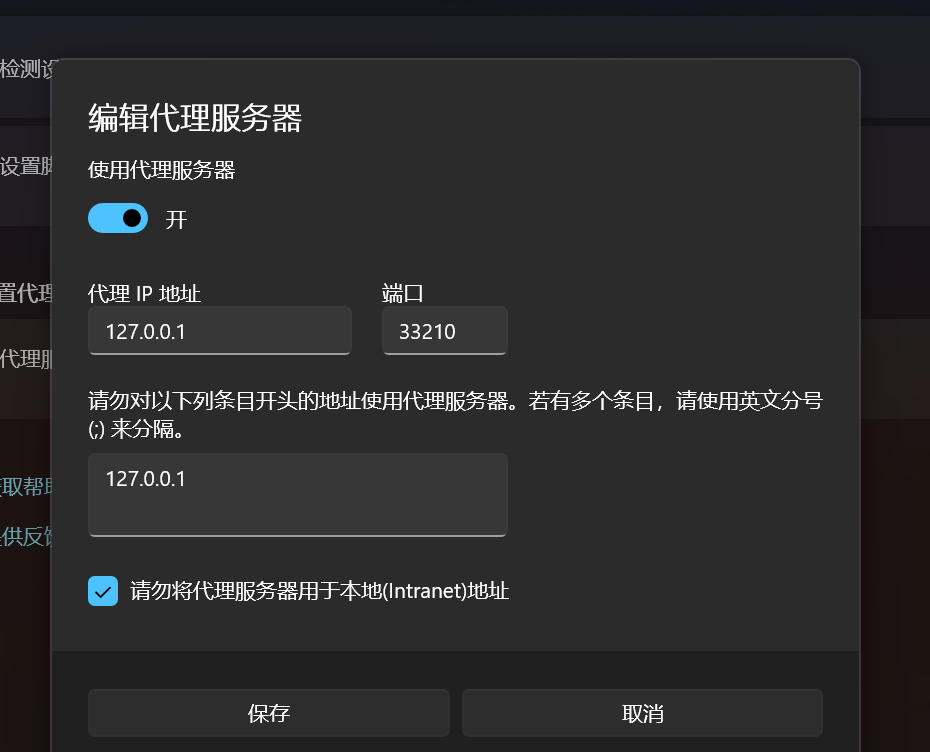 检测设
设置脚
置代理
代理服
取帮助
供反馈
编辑代理服务器
使用代理服务器
开
代理 IP 地址
端口
127.0.0.1
33210
请勿对以下列条目开头的地址使用代理服务器。若有多个条目，请使用英文分号
(;) 来分隔。
127.0.0.1
请勿将代理服务器用于本地(Intranet)地址
保存
取消